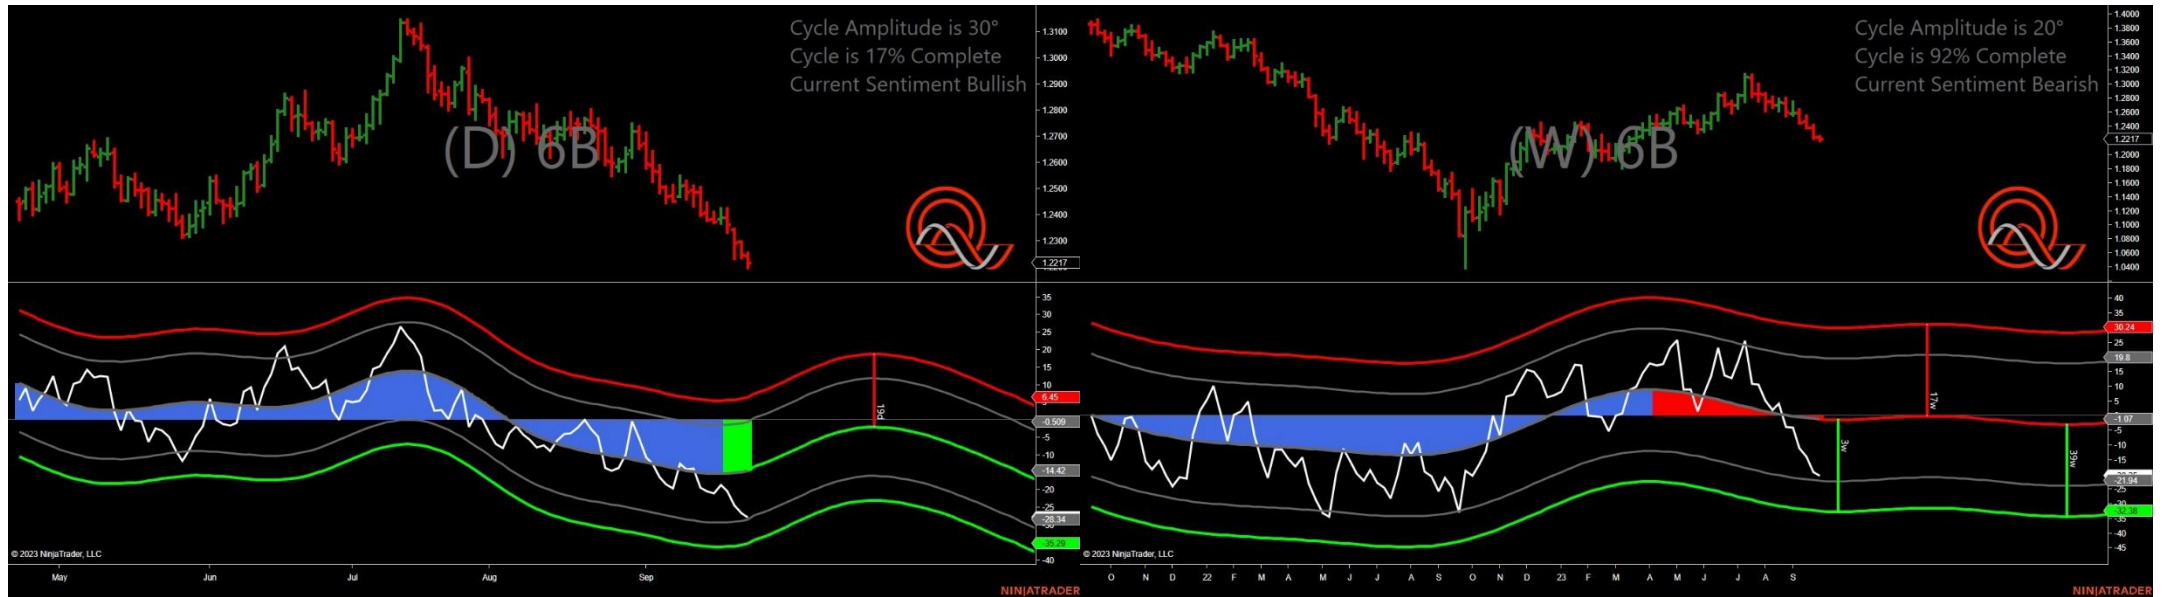 Cycle Amplitude is 30°
Cycle is 17% Complete
Current Sentiment Bullish
(D) 6B
1.3100
1.3000
1.2900
1.2800
1.2700
1.2600
1.2500
1.2400
1.2300
1.2217
35
30
25
20
15
10
6.45
-0.509
-5
-10
-14.42
-20
-25
-28.34
-35.29
-40
19d
© 2023 NinjaTrader, LLC
May
Jun
Jul
Aug
Sep
NINJATRADER
Cycle Amplitude is 20°
Cycle is 92% Complete
Current Sentiment Bearish
(W) 6B
1.4000
1.3800
1.3600
1.3400
1.3200
1.3000
1.2800
1.2600
1.2400
1.2217
1.2000
1.1800
1.1600
1.1400
1.1200
1.1000
1.0800
1.0600
1.0400
40
35
30.24
25
19.8
15
10
5
-1.07
-5
-10
-15
-21.94
-32.38
-35
-40
-45
17w
3w
39w
© 2023 NinjaTrader, LLC
O
N
D
22
F
M
A
M
J
J
A
S
O
N
D
23
F
M
A
M
J
J
A
S
NINJATRADER